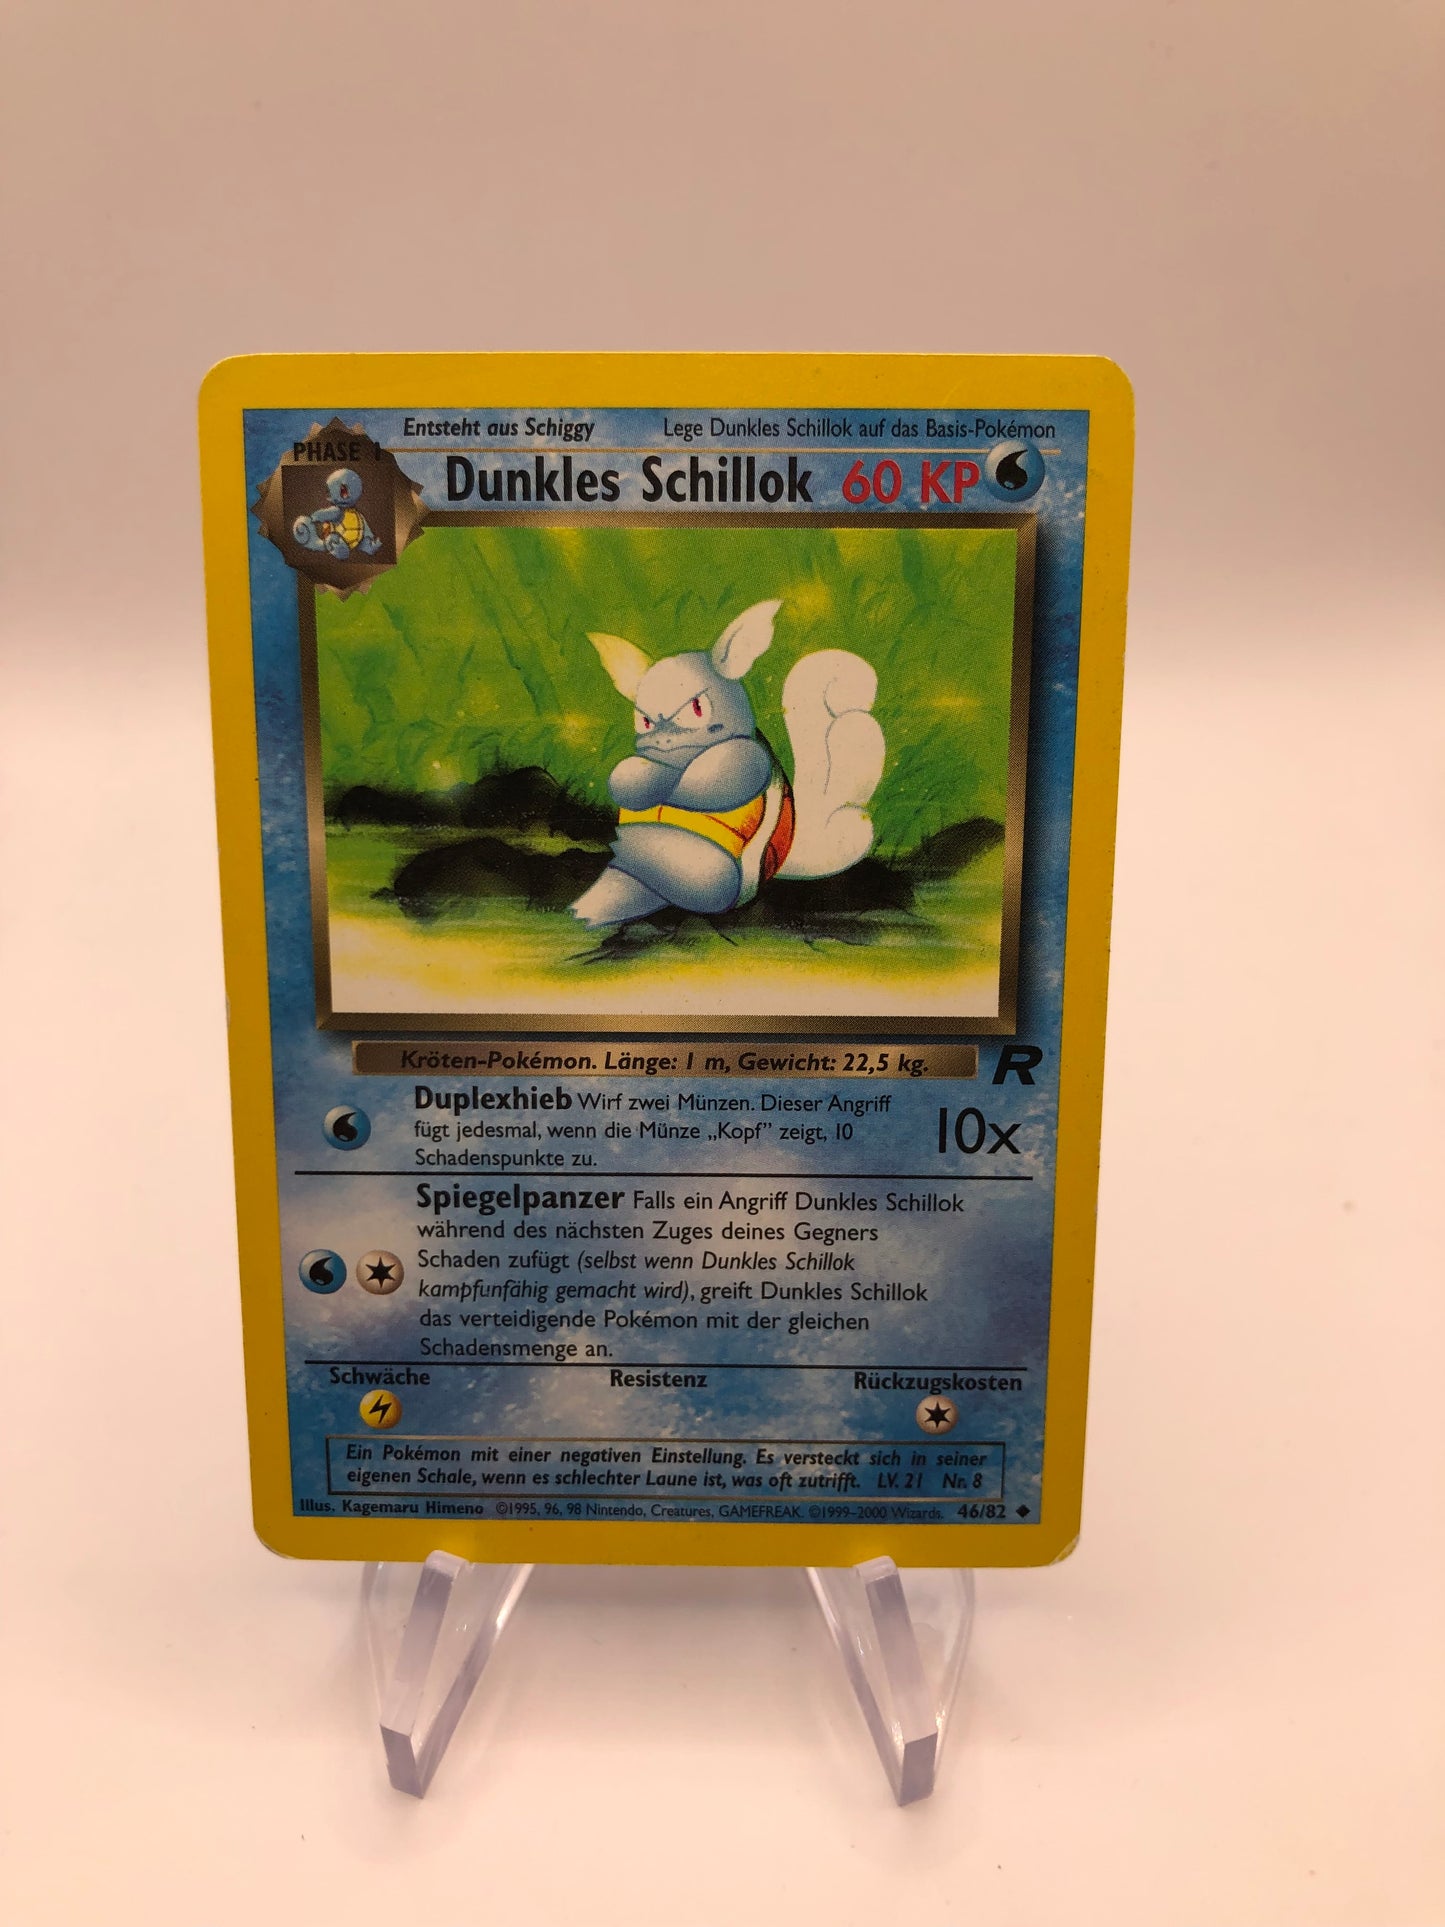 Entsteht aus Schiggy Lege Dunkles Schillok auf das Basis-Pokémon
PHASE 1
Dunkles Schillok 60 KP
Kröten-Pokémon. Länge: 1 m, Gewicht: 22,5 kg.
R
Duplexhieb Wirf zwei Münzen. Dieser Angriff
fügt jedesmal, wenn die Münze „Kopf” zeigt, 10
Schadenspunkte zu.
10x
Spiegelpanzer Falls ein Angriff Dunkles Schillok
während des nächsten Zuges deines Gegners
Schaden zufügt (selbst wenn Dunkles Schillok
kampfunfähig gemacht wird), greift Dunkles Schillok
das verteidigende Pokémon mit der gleichen
Schadensmenge an.
Schwäche Resistenz Rückzugskosten
Ein Pokémon mit einer negativen Einstellung. Es versteckt sich in seiner
eigenen Schale, wenn es schlechter Laune ist, was oft zutrifft. LV. 21 Nr. 8
Illus. Kagemaru Himeno ©1995, 96, 98 Nintendo, Creatures, GAMEFREAK. ©1999–2000 Wizards. 46/82